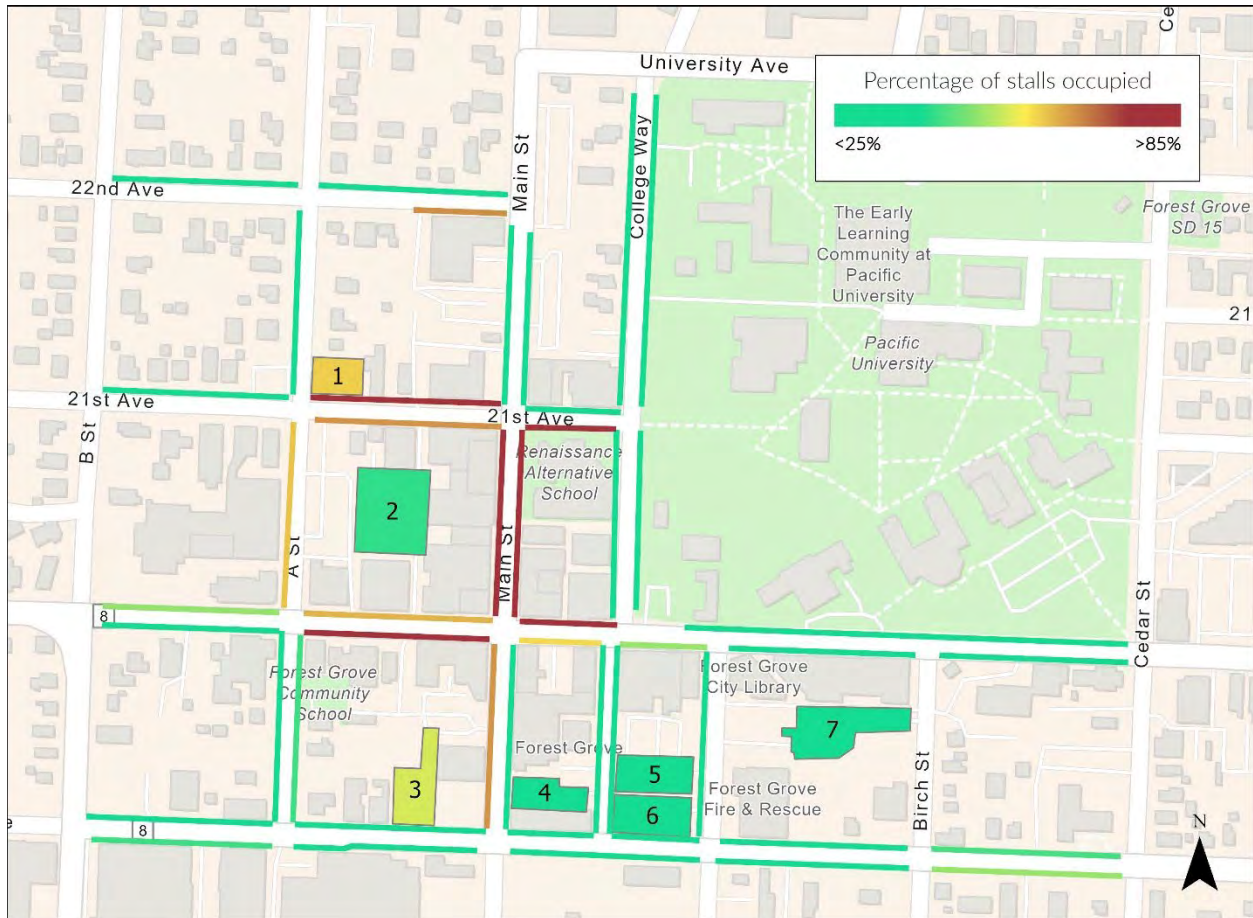 Ce
University Ave
Percentage of stalls occupied
<25%
>85%
Main St
College Way
22nd Ave
The Early
Learning
Community at
Pacific
University
Forest Grove
SD 15
21
Pacific
University
1
21st Ave
21st Ave
B St
Renaissance
Alternative
School
2
A St
Main St
8
Cedar St
Forest Grove
Community
School
Forest Grove
City Library
7
Forest Grove
3
4
5
6
Forest Grove
Fire & Rescue
Birch St
8
e
N